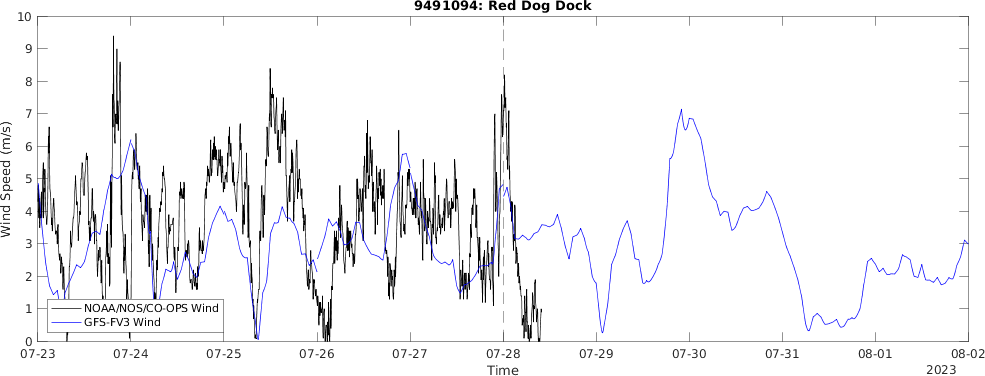 9491094: Red Dog Dock
Wind Speed (m/s)
10
9
8
7
6
5
4
3
2
1
0
NOAA/NOS/CO-OPS Wind
GFS-FV3 Wind
07-23 07-24 07-25 07-26 07-27 07-28 07-29 07-30 07-31 08-01 08-02
Time
2023